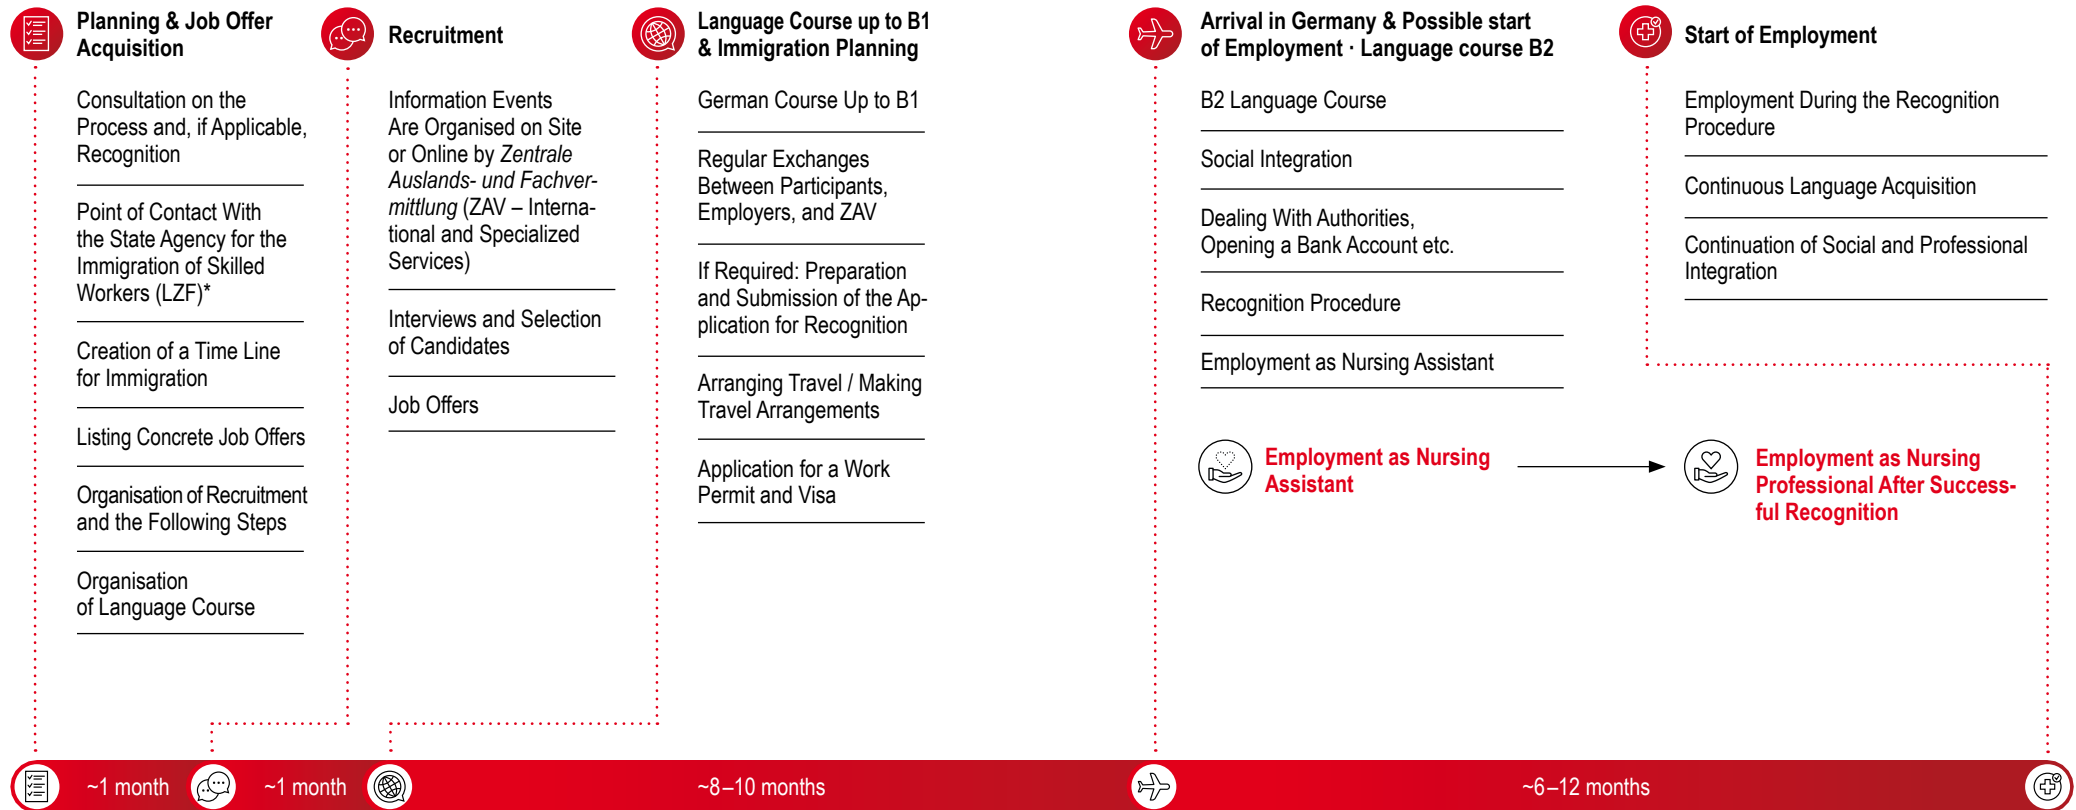 Planning & Job Offer
Acquisition
Consultation on the
Process and, if Applicable,
Recognition
Point of Contact With
the State Agency for the
Immigration of Skilled
Workers (LZF)*
Creation of a Time Line
for Immigration
Listing Concrete Job Offers
Organisation of Recruitment
and the Following Steps
Organisation
of Language Course
Recruitment
Information Events
Are Organised on Site
or Online by Zentrale
Auslands- und Fachver-
mittlung (ZAV – Interna-
tional and Specialized
Services)
Interviews and Selection
of Candidates
Job Offers
Language Course up to B1
& Immigration Planning
German Course Up to B1
Regular Exchanges
Between Participants,
Employers, and ZAV
If Required: Preparation
and Submission of the Ap-
plication for Recognition
Arranging Travel / Making
Travel Arrangements
Application for a Work
Permit and Visa
Arrival in Germany & Possible start
of Employment · Language course B2
B2 Language Course
Social Integration
Dealing With Authorities,
Opening a Bank Account etc.
Recognition Procedure
Employment as Nursing Assistant
Employment as Nursing
Assistant
Start of Employment
Employment During the Recognition
Procedure
Continuous Language Acquisition
Continuation of Social and Professional
Integration
Employment as Nursing
Professional After Success-
ful Recognition
~1 month
~1 month
~8–10 months
~6–12 months